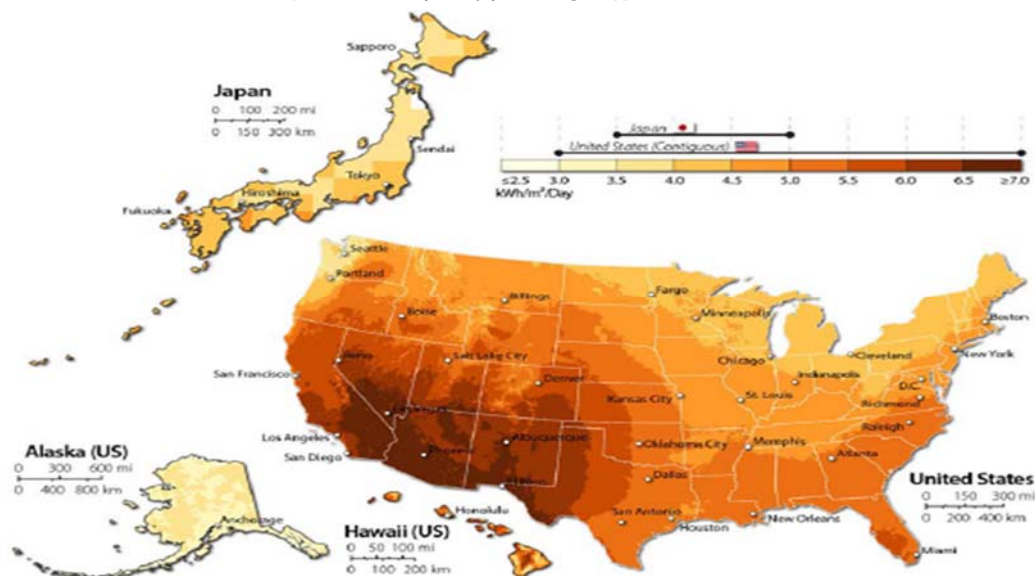 Sapporo
Japan
0 100 200 mi
0 150 300 km
Sendai
Tokyo
Hiroshima
Fukuoka
Japan
United States (Contiguous)
≤2.5 3.0 3.5 4.0 4.5 5.0 5.5 6.0 6.5 ≥7.0
kWh/m²/Day
Seattle
Portland
Billings
Fargo
Boise
Minneapolis
Boston
Reno
Salt Lake City
Chicago
Cleveland
New York
San Francisco
Denver
Indianapolis
D.C.
Kansas City
St. Louis
Richmond
Raleigh
Los Angeles
Albuquerque
Oklahoma City
Memphis
San Diego
Phoenix
Dallas
Atlanta
Alaska (US)
0 300 600 mi
0 400 800 km
United States
0 150 300 mi
0 200 400 km
San Antonio
Houston
New Orleans
Miami
Anchorage
Honolulu
Hawaii (US)
0 50 100 mi
0 100 200 km